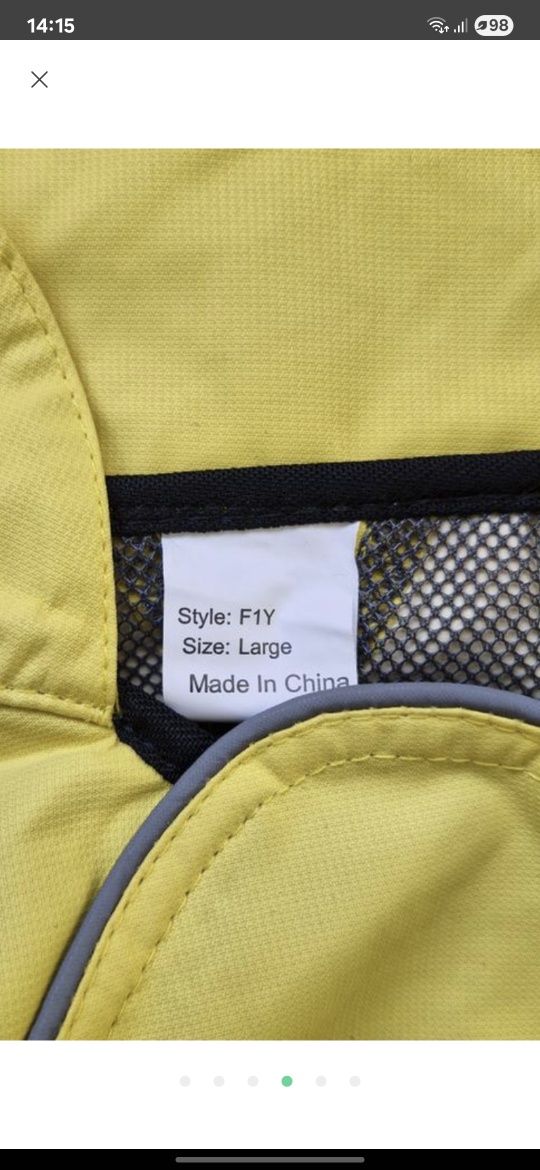 14:15
98
Style: F1Y
Size: Large
Made In China